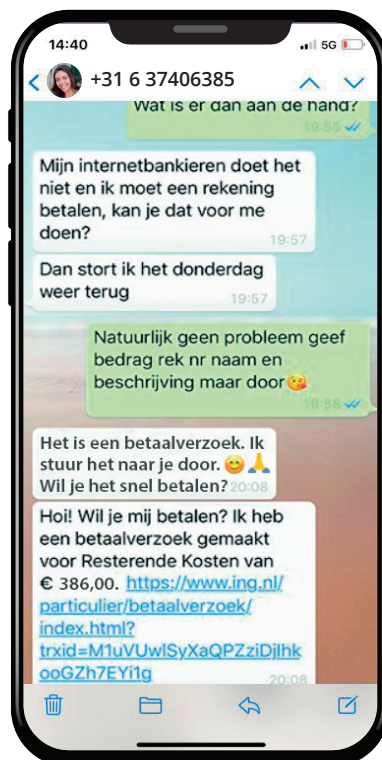 14:40
5G
+31 6 37406385
Wat is er dan aan de hand?
19:55
Mijn internetbankieren doet het
niet en ik moet een rekening
betalen, kan je dat voor me
doen?
19:57
Dan stort ik het donderdag
weer terug
19:57
Natuurlijk geen probleem geef
bedrag rek nr naam en
beschrijving maar door😘
19:58
Het is een betaalverzoek. Ik
stuur het naar je door. 😊🙏
Wil je het snel betalen? 20:08
Hoi! Wil je mij betalen? Ik heb
een betaalverzoek gemaakt
voor Resterende Kosten van
€ 386,00. https://www.ing.nl/
particulier/betaalverzoek/
index.html?
trxid=M1uVUwlSyXaQPZziDjlhk
ooGZh7EYi1g
20:08